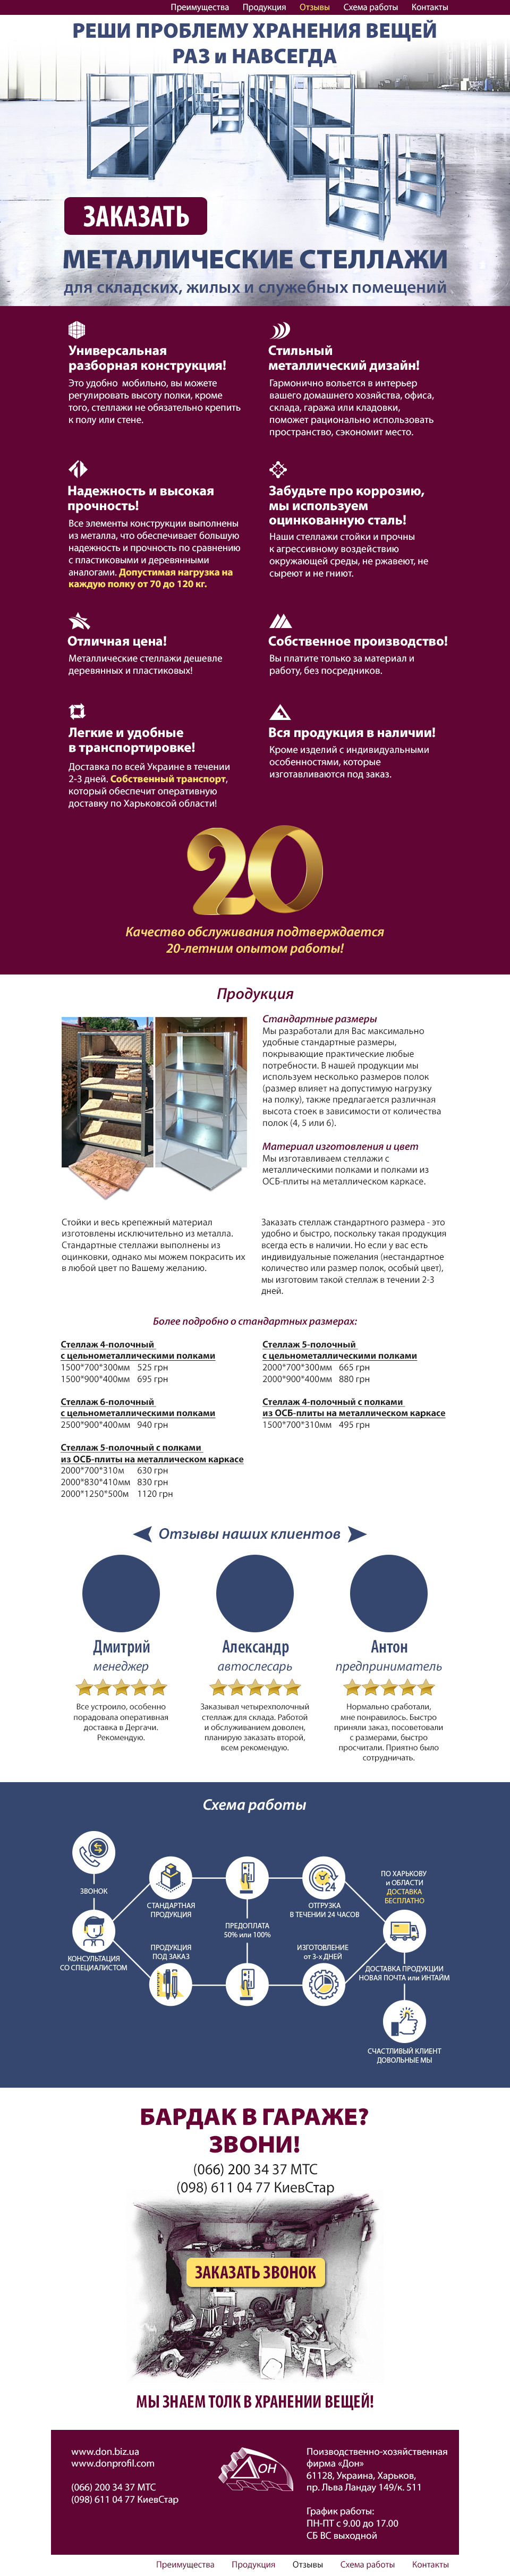 Преимущества Продукция Отзывы Схема работы Контакты
РЕШИ ПРОБЛЕМУ ХРАНЕНИЯ ВЕЩЕЙ
РАЗ и НАВСЕГДА
ЗАКАЗАТЬ
МЕТАЛЛИЧЕСКИЕ СТЕЛЛАЖИ
для складских, жилых и служебных помещений
Универсальная
разборная конструкция!
Это удобно мобильно, вы можете
регулировать высоту полки, кроме
того, стеллажи не обязательно крепить
к полу или стене.
Стильный
металлический дизайн!
Гармонично вольется в интерьер
вашего домашнего хозяйства, офиса,
склада, гаража или кладовки,
поможет рационально использовать
пространство, сэкономит место.
Надежность и высокая
прочность!
Все элементы конструкции выполнены
из металла, что обеспечивает большую
надежность и прочность по сравнению
с пластиковыми и деревянными
аналогами. Допустимая нагрузка на
каждую полку от 70 до 120 кг.
Забудьте про коррозию,
мы используем
оцинкованную сталь!
Наши стеллажи стойки и прочны
к агрессивному воздействию
окружающей среды, не ржавеют, не
сыреют и не гниют.
Отличная цена!
Металлические стеллажи дешевле
деревянных и пластиковых!
Собственное производство!
Вы платите только за материал и
работу, без посредников.
Легкие и удобные
в транспортировке!
Доставка по всей Украине в течении
2-3 дней. Собственный транспорт,
который обеспечит оперативную
доставку по Харьковсой области!
Вся продукция в наличии!
Кроме изделий с индивидуальными
особенностями, которые
изготавливаются под заказ.
20
Качество обслуживания подтверждается
20-летним опытом работы!
Продукция
Стандартные размеры
Мы разработали для Вас максимально
удобные стандартные размеры,
покрывающие практические любые
потребности. В нашей продукции мы
используем несколько размеров полок
(размер влияет на допустимую нагрузку
на полку), также предлагается различная
высота стоек в зависимости от количества
полок (4, 5 или 6).
Материал изготовления и цвет
Мы изготавливаем стеллажи с
металлическими полками и полками из
ОСБ-плиты на металлическом каркасе.
Стойки и весь крепежный материал
изготовлены исключительно из металла.
Стандартные стеллажи выполнены из
оцинковки, однако мы можем покрасить их
в любой цвет по Вашему желанию.
Заказать стеллаж стандартного размера - это
удобно и быстро, поскольку такая продукция
всегда есть в наличии. Но если у вас есть
индивидуальные пожелания (нестандартное
количество или размер полок, особый цвет),
мы изготовим такой стеллаж в течении 2-3
дней.
Более подробно о стандартных размерах:
Стеллаж 4-полочный
с цельнометаллическими полками
1500*700*300мм 525 грн
1500*900*400мм 695 грн
Стеллаж 5-полочный
с цельнометаллическими полками
2000*700*300мм 665 грн
2000*900*400мм 880 грн
Стеллаж 6-полочный
с цельнометаллическими полками
2500*900*400мм 940 грн
Стеллаж 4-полочный с полками
из ОСБ-плиты на металлическом каркасе
1500*700*310мм 495 грн
Стеллаж 5-полочный с полками
из ОСБ-плиты на металлическом каркасе
2000*700*310м 630 грн
2000*830*410мм 830 грн
2000*1250*500м 1120 грн
Отзывы наших клиентов
Дмитрий
менеджер
Все устроило, особенно
порадовала оперативная
доставка в Дергачи.
Рекомендую.
Александр
автослесарь
Заказывал четырехполочный
стеллаж для склада. Работой
и обслуживанием доволен,
планирую заказать второй,
всем рекомендую.
Антон
предприниматель
Нормально сработали,
мне понравилось. Быстро
приняли заказ, посоветовали
с размерами, быстро
просчитали. Приятно было
сотрудничать.
Схема работы
ЗВОНОК
КОНСУЛЬТАЦИЯ
СО СПЕЦИАЛИСТОМ
СТАНДАРТНАЯ
ПРОДУКЦИЯ
ПРОДУКЦИЯ
ПОД ЗАКАЗ
ПРЕДОПЛАТА
50% или 100%
24
ОТГРУЗКА
В ТЕЧЕНИИ 24 ЧАСОВ
ИЗГОТОВЛЕНИЕ
от 3-х ДНЕЙ
ПО ХАРЬКОВУ
и ОБЛАСТИ
ДОСТАВКА
БЕСПЛАТНО
ДОСТАВКА ПРОДУКЦИИ
НОВАЯ ПОЧТА или ИНТАЙМ
СЧАСТЛИВЫЙ КЛИЕНТ
ДОВОЛЬНЫЕ МЫ
БАРДАК В ГАРАЖЕ?
ЗВОНИ!
(066) 200 34 37 МТС
(098) 611 04 77 КиевСтар
ЗАКАЗАТЬ ЗВОНОК
МЫ ЗНАЕМ ТОЛК В ХРАНЕНИИ ВЕЩЕЙ!
www.don.biz.ua
www.donprofil.com
(066) 200 34 37 МТС
(098) 611 04 77 КиевСтар
ДОН
Поизводственно-хозяйственная
фирма «Дон»
61128, Украина, Харьков,
пр. Льва Ландау 149/к. 511
График работы:
ПН-ПТ с 9.00 до 17.00
СБ ВС выходной
Преимущества Продукция Отзывы Схема работы Контакты